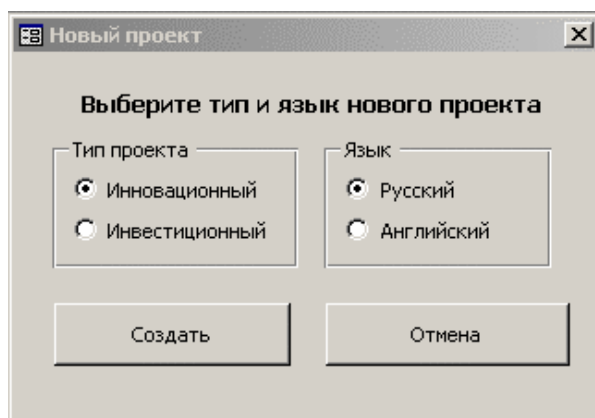 Новый проект
Выберите тип и язык нового проекта
Тип проекта
Язык
Инновационный
Русский
Инвестиционный
Английский
Создать
Отмена